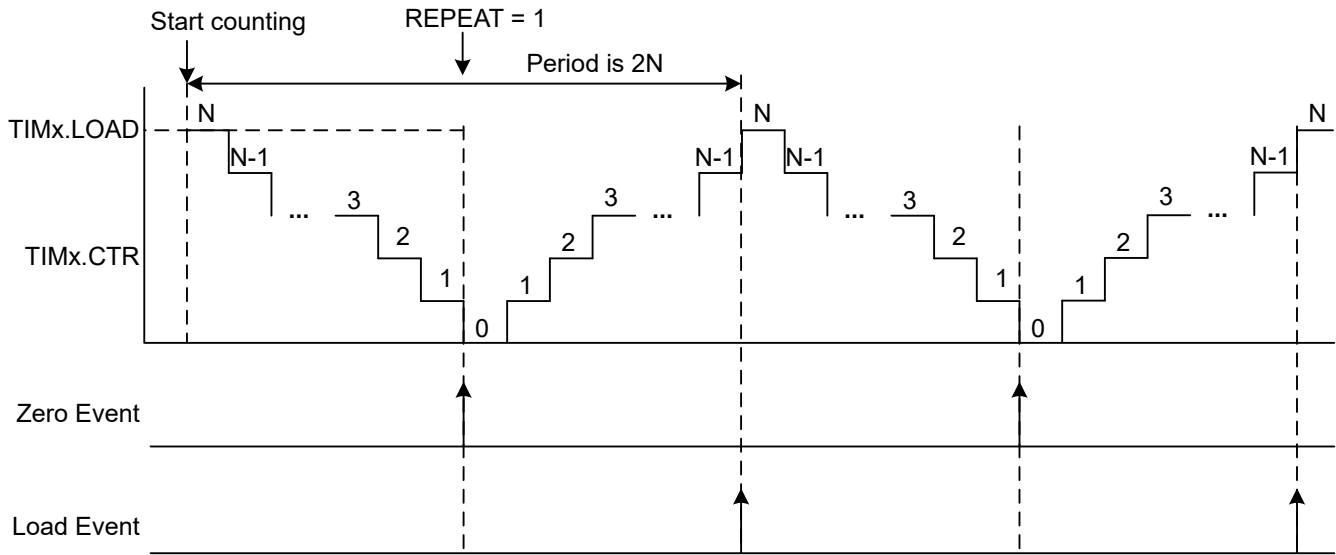 Start counting
REPEAT = 1
Period is 2N
TIMx.LOAD
N
N
N
N-1
N-1
N-1
N-1
... 3
3 ...
... 3
3 ...
TIMx.CTR
2
2
2
2
1
1
1
1
0
0
Zero Event
Load Event